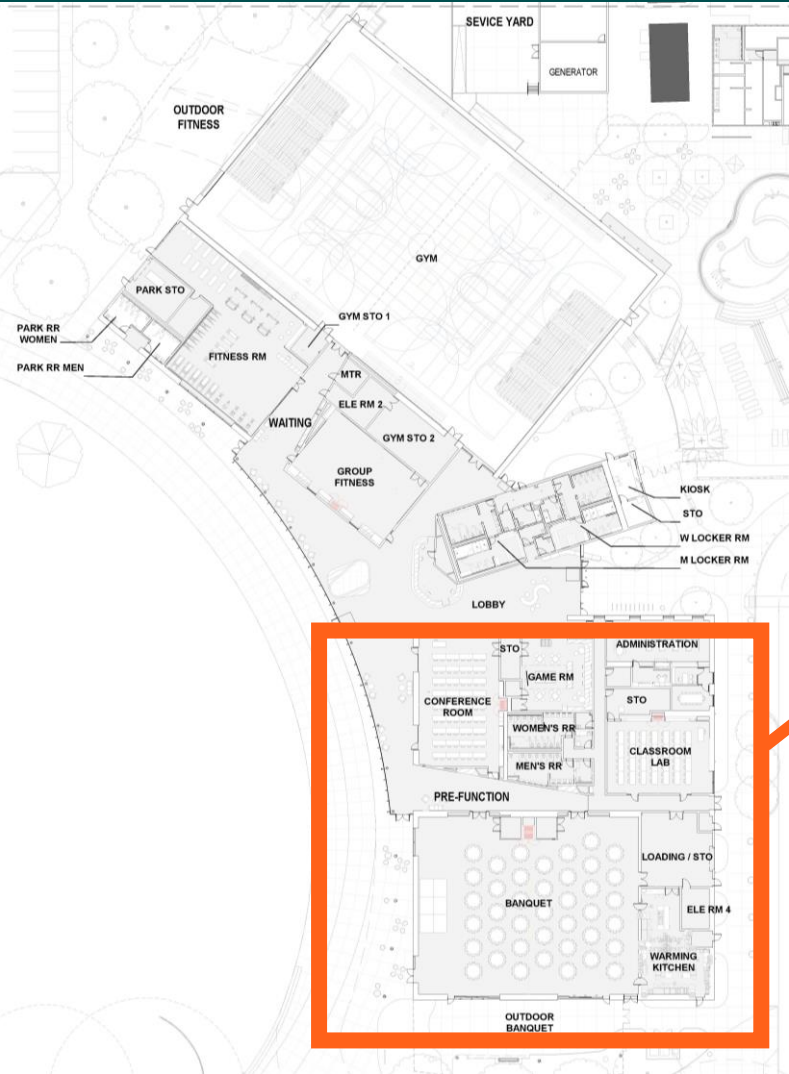 SEVICE YARD
GENERATOR
OUTDOOR
FITNESS
GYM
PARK STO
GYM STO 1
PARK RR
WOMEN
FITNESS RM
PARK RR MEN
MTR
ELE RM 2
WAITING
GYM STO 2
GROUP
FITNESS
KIOSK
STO
W LOCKER RM
M LOCKER RM
LOBBY
STO
ADMINISTRATION
GAME RM
CONFERENCE
ROOM
STO
WOMEN'S RR
CLASSROOM
LAB
MEN'S RR
PRE-FUNCTION
LOADING / STO
BANQUET
ELE RM 4
WARMING
KITCHEN
OUTDOOR
BANQUET